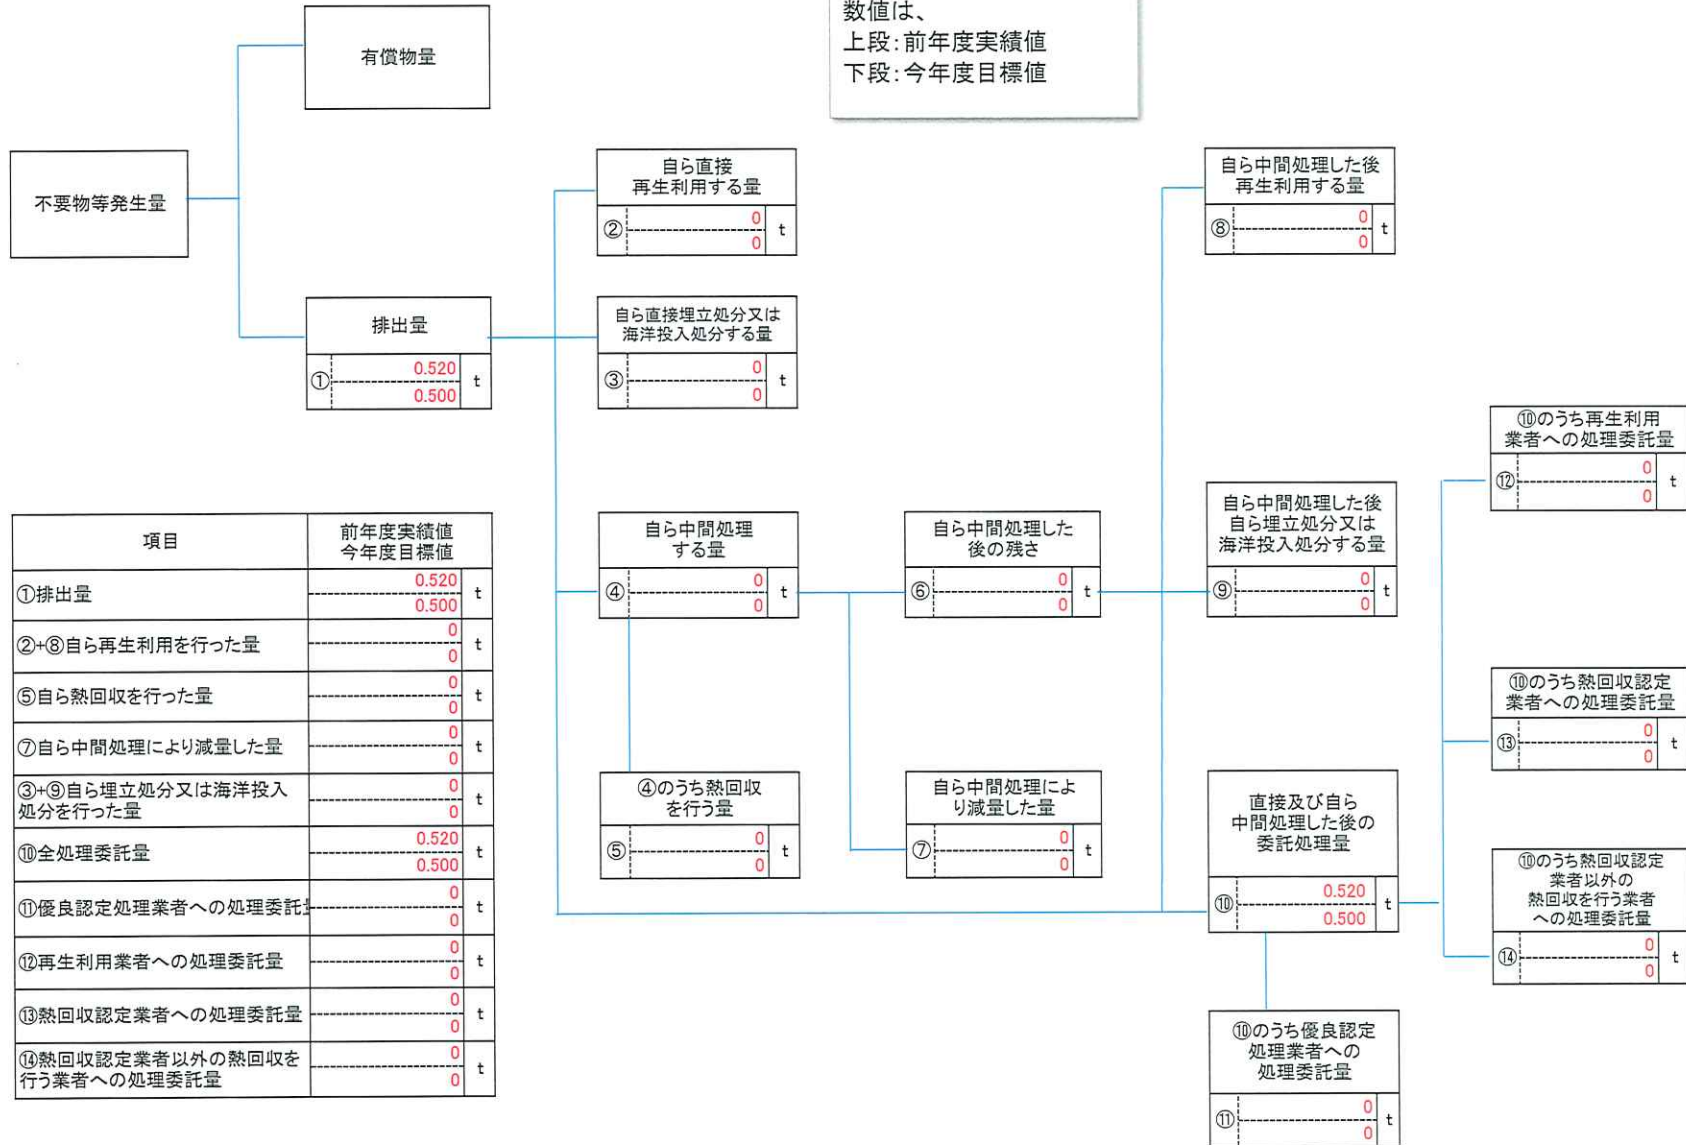 数値は、
上段:前年度実績値
下段:今年度目標値
有償物量
不要物等発生量
排出量
① 0.520 t
0.500
自ら直接
再生利用する量
② 0 t
0
自ら直接埋立処分又は
海洋投入処分する量
③ 0 t
0
自ら中間処理した後
再生利用する量
⑧ 0 t
0
自ら中間処理
する量
④ 0 t
0
自ら中間処理した
後の残さ
⑥ 0 t
0
自ら中間処理した後
自ら埋立処分又は
海洋投入処分する量
⑨ 0 t
0
④のうち熱回収
を行う量
⑤ 0 t
0
自ら中間処理によ
り減量した量
⑦ 0 t
0
直接及び自ら
中間処理した後の
委託処理量
⑩ 0.520 t
0.500
⑩のうち優良認定
処理業者への
処理委託量
⑪ 0 t
0
⑩のうち再生利用
業者への処理委託量
⑫ 0 t
0
⑩のうち熱回収認定
業者への処理委託量
⑬ 0 t
0
⑩のうち熱回収認定
業者以外の
熱回収を行う業者
への処理委託量
⑭ 0 t
0
項目 前年度実績値
今年度目標値
①排出量 0.520 t
0.500
②+⑧自ら再生利用を行った量 0 t
0
⑤自ら熱回収を行った量 0 t
0
⑦自ら中間処理により減量した量 0 t
0
③+⑨自ら埋立処分又は海洋投入 0 t
処分を行った量 0
⑩全処理委託量 0.520 t
0.500
⑪優良認定処理業者への処理委託 0 t
0
⑫再生利用業者への処理委託量 0 t
0
⑬熱回収認定業者への処理委託量 0 t
0
⑭熱回収認定業者以外の熱回収を 0 t
行う業者への処理委託量 0